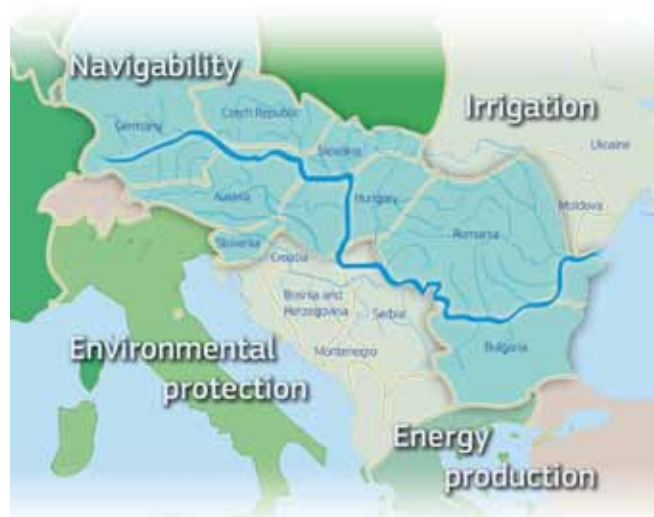 Navigability
Irrigation
Czech Republic
Germany
Slovakia
Ukraine
Austria
Hungary
Moldova
Romania
Slovenia
Croatia
Bosnia and
Herzegovina
Serbia
Montenegro
Bulgaria
Environmental
protection
Energy
production